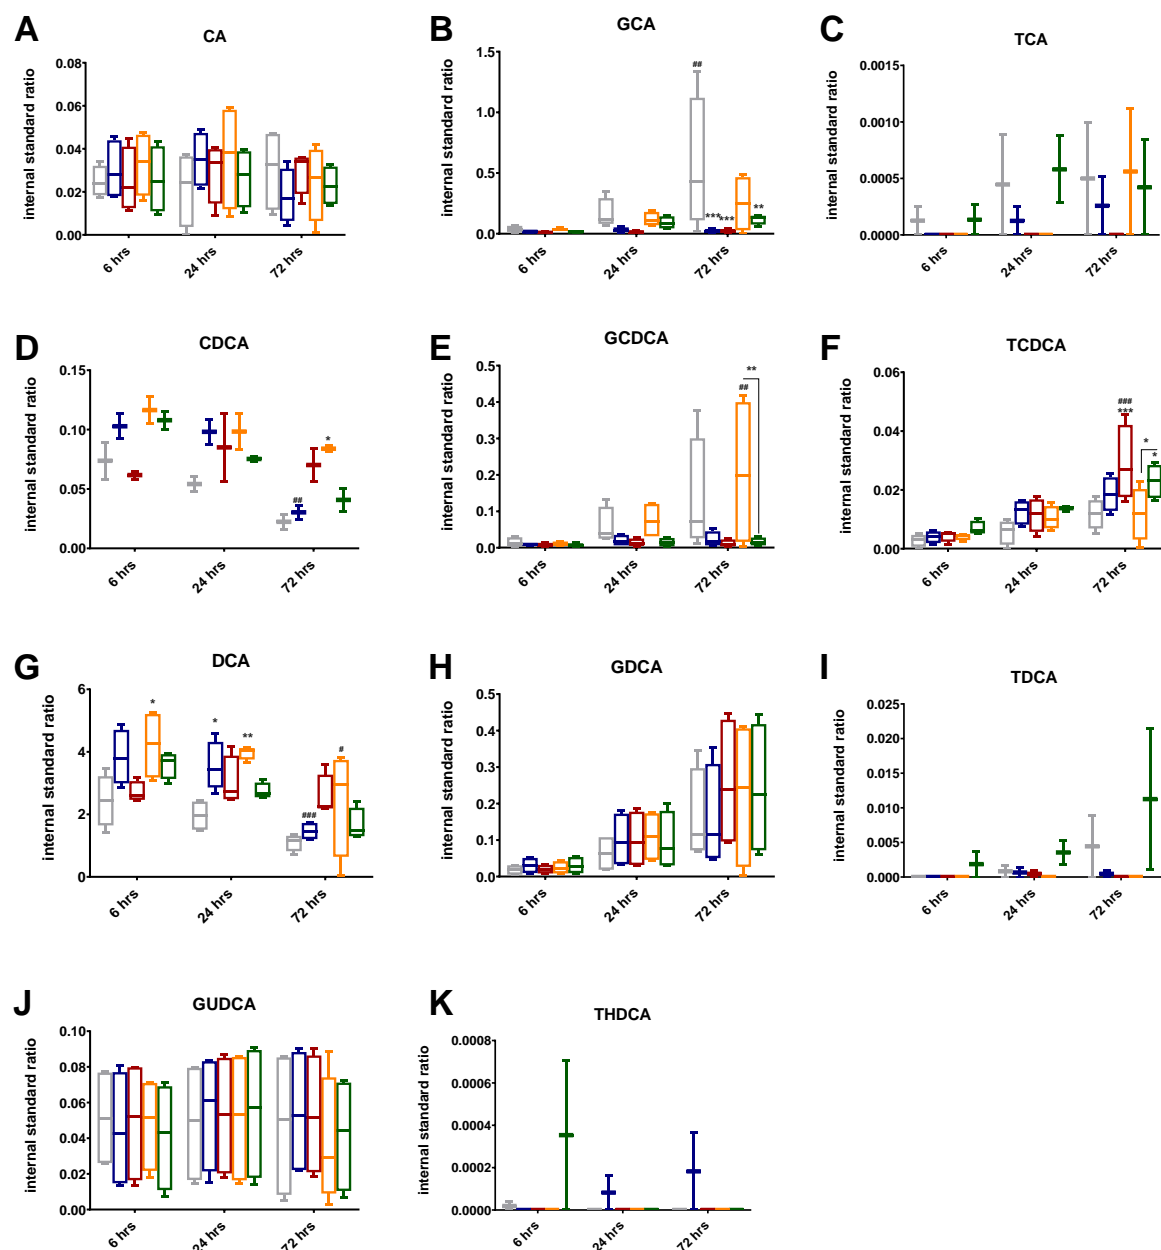 A
CA
internal standard ratio
0.08
0.06
0.04
0.02
0.00
6 hrs
24 hrs
72 hrs
B
GCA
internal standard ratio
1.5
1.0
0.5
0.0
##
***
***
**
6 hrs
24 hrs
72 hrs
C
TCA
internal standard ratio
0.0015
0.0010
0.0005
0.0000
6 hrs
24 hrs
72 hrs
D
CDCA
internal standard ratio
0.15
0.10
0.05
0.00
##
*
6 hrs
24 hrs
72 hrs
E
GCDCA
internal standard ratio
0.5
0.4
0.3
0.2
0.1
0.0
**
##
6 hrs
24 hrs
72 hrs
F
TCDCA
internal standard ratio
0.06
0.04
0.02
0.00
###
***
*
*
6 hrs
24 hrs
72 hrs
G
DCA
internal standard ratio
6
4
2
0
*
*
**
###
#
6 hrs
24 hrs
72 hrs
H
GDCA
internal standard ratio
0.5
0.4
0.3
0.2
0.1
0.0
6 hrs
24 hrs
72 hrs
I
TDCA
internal standard ratio
0.025
0.020
0.015
0.010
0.005
0.000
6 hrs
24 hrs
72 hrs
J
GUDCA
internal standard ratio
0.10
0.08
0.06
0.04
0.02
0.00
6 hrs
24 hrs
72 hrs
K
THDCA
internal standard ratio
0.0008
0.0006
0.0004
0.0002
0.0000
6 hrs
24 hrs
72 hrs